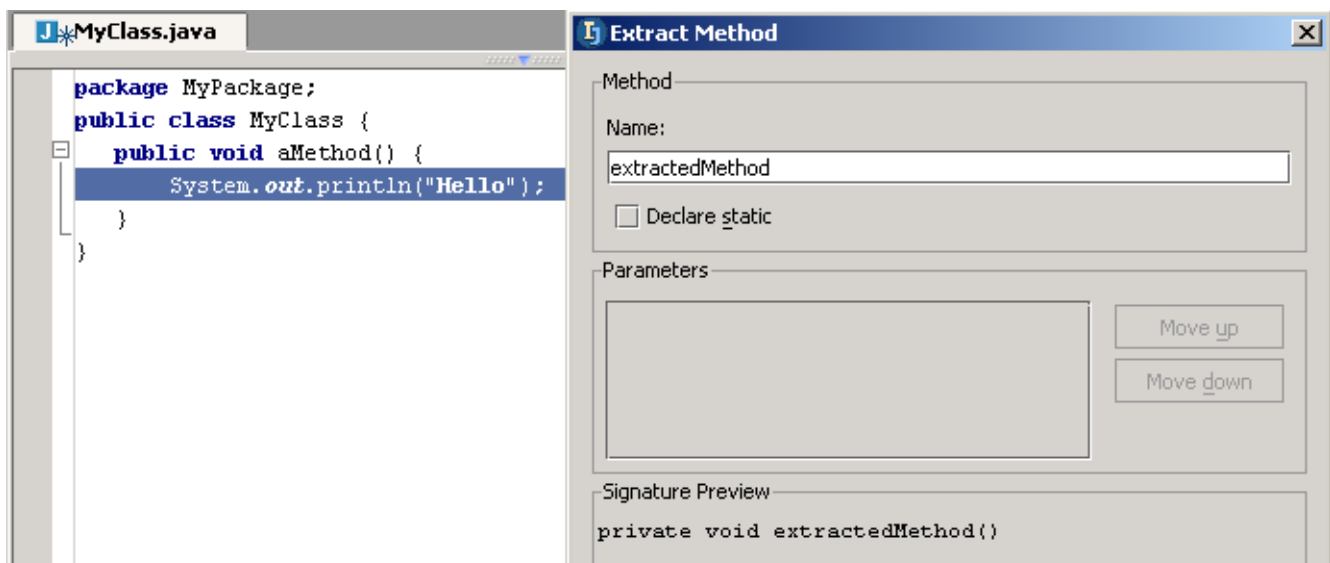 MyClass.java
package MyPackage;
public class MyClass {
public void aMethod() {
System.out.println("Hello");
}
}
Extract Method
Method
Name:
extractedMethod
Declare static
Parameters
Move up
Move down
Signature Preview
private void extractedMethod()